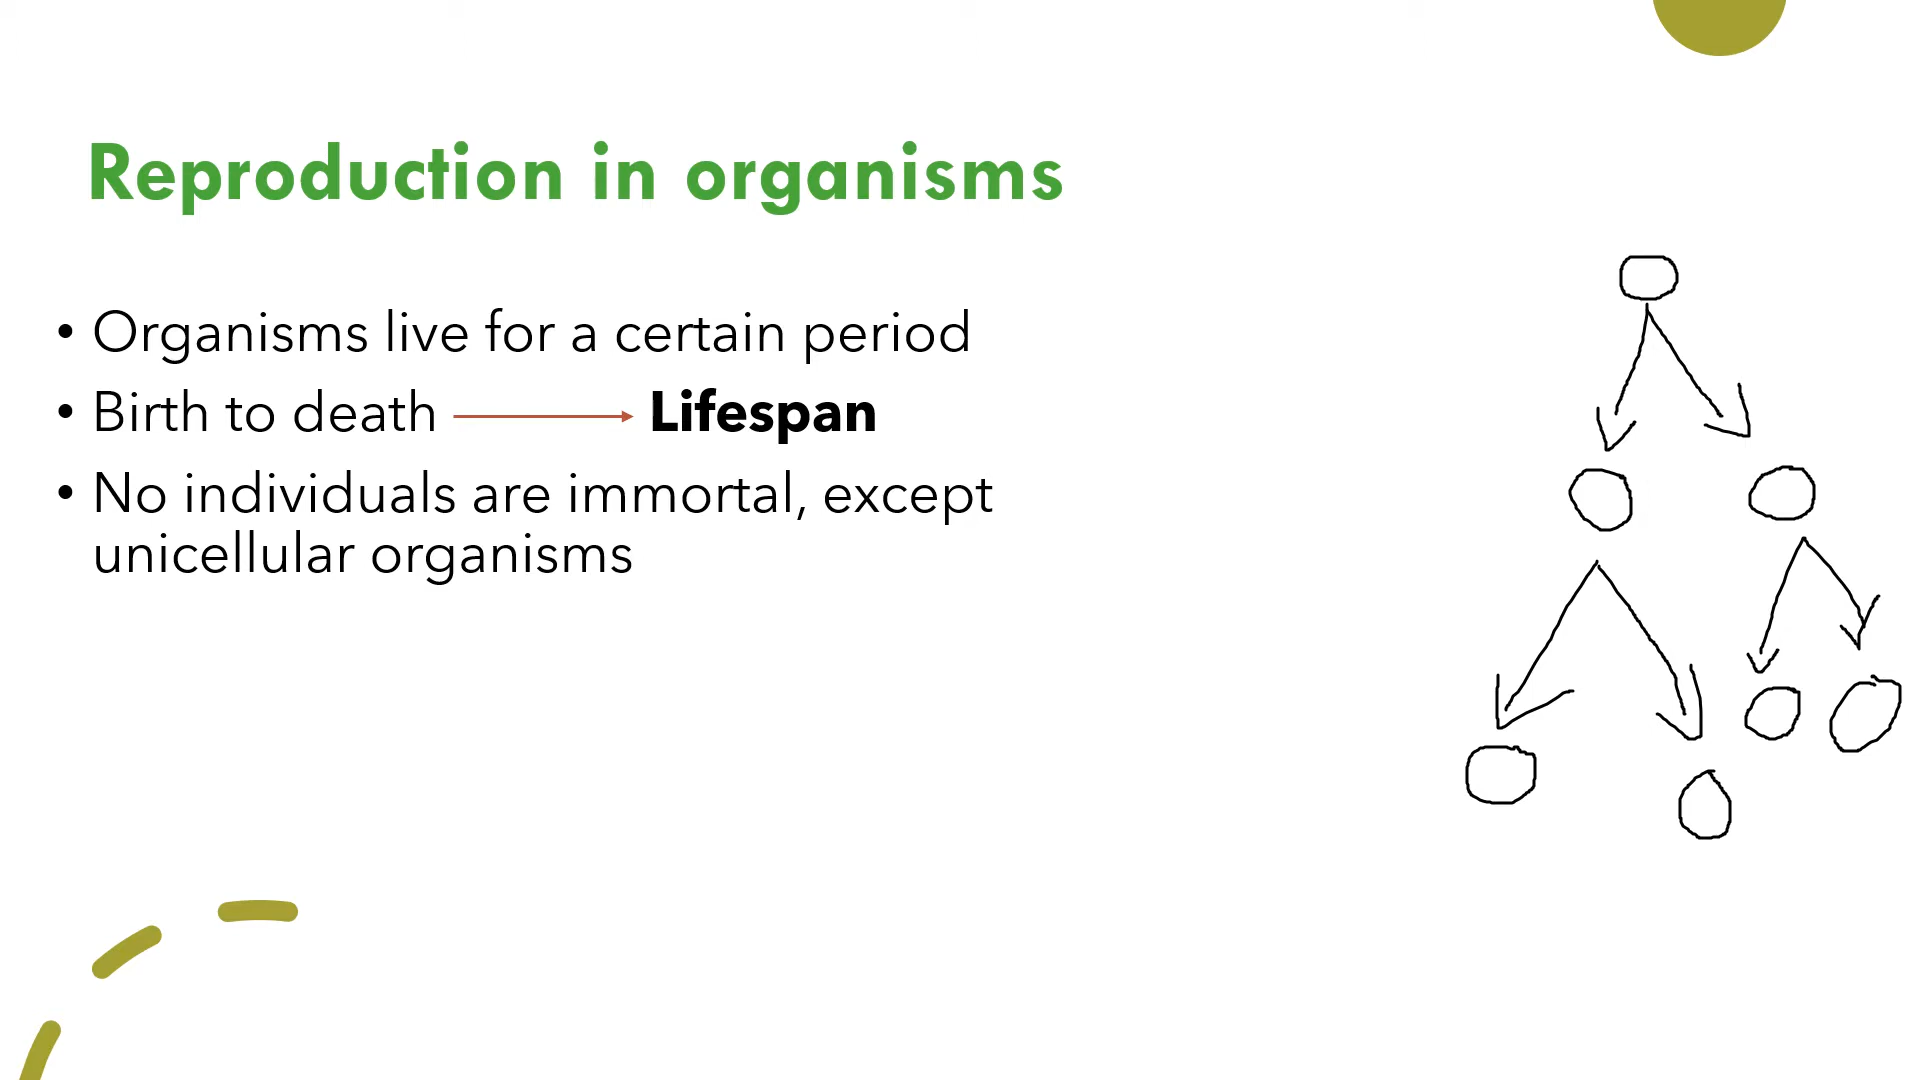 Reproduction in organisms
• Organisms live for a certain period
• Birth to death Lifespan
• No individuals are immortal, except
unicellular organisms